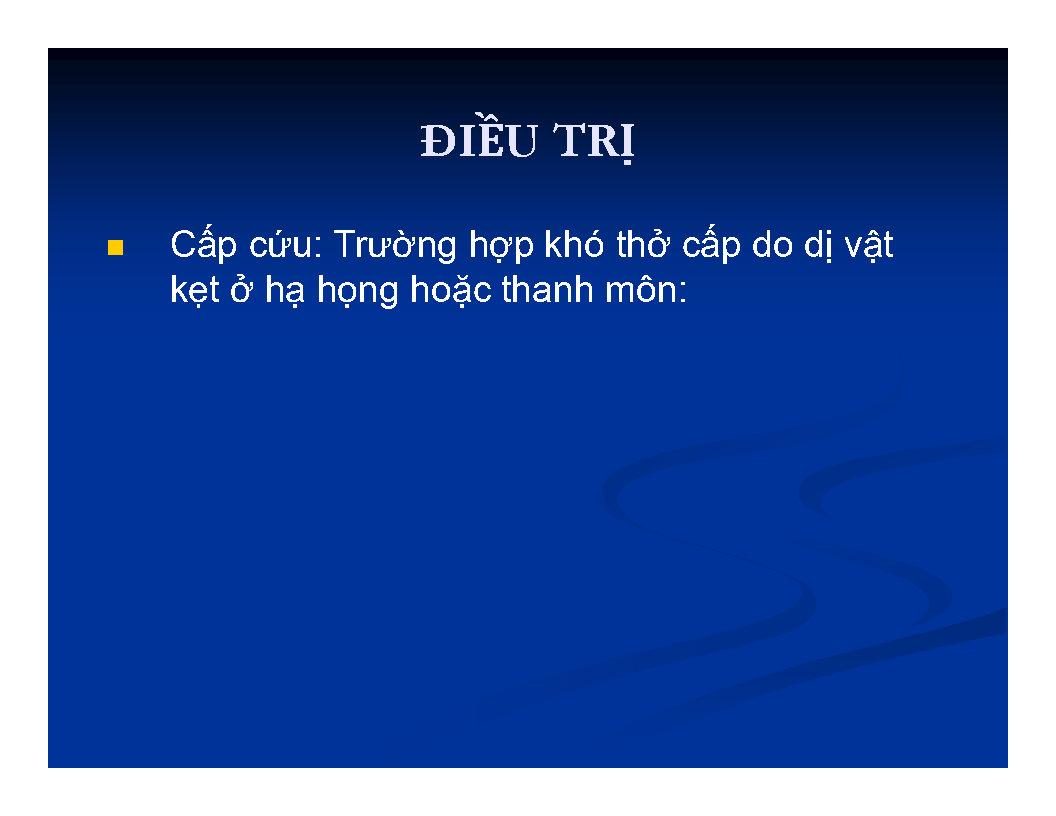 ĐIỀU TRỊ
Cấp cứu: Trường hợp khó thở cấp do dị vật
kẹt ở hạ họng hoặc thanh môn: